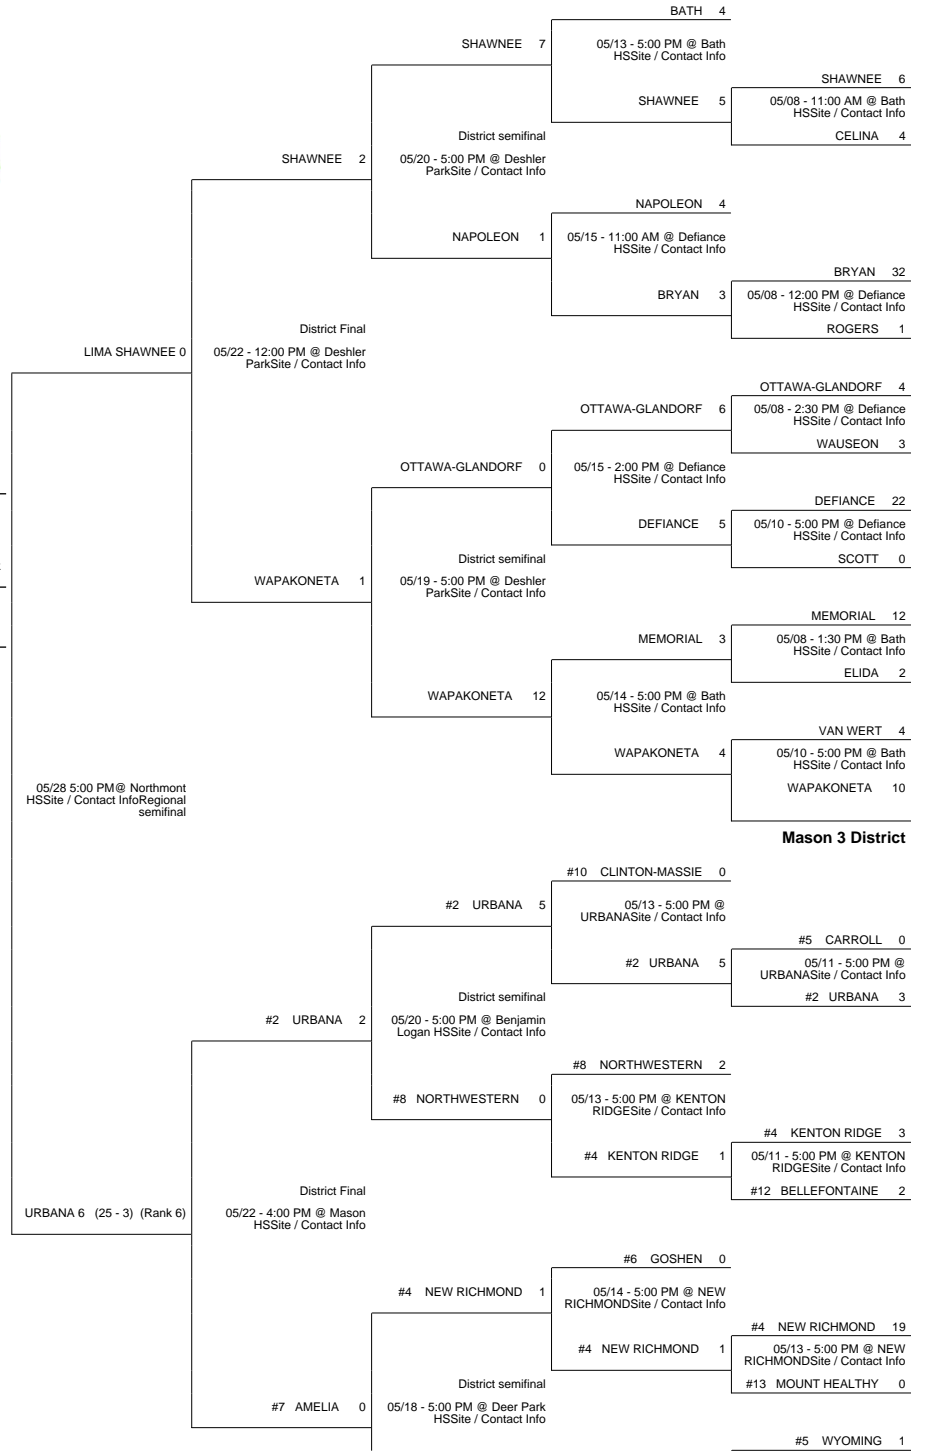 BATH 4
SHAWNEE 7
05/13 - 5:00 PM @ Bath
HSSite / Contact Info
SHAWNEE 6
SHAWNEE 5
05/08 - 11:00 AM @ Bath
HSSite / Contact Info
CELINA 4
District semifinal
SHAWNEE 2
05/20 - 5:00 PM @ Deshler
ParkSite / Contact Info
NAPOLEON 4
NAPOLEON 1
05/15 - 11:00 AM @ Defiance
HSSite / Contact Info
BRYAN 32
BRYAN 3
05/08 - 12:00 PM @ Defiance
HSSite / Contact Info
ROGERS 1
District Final
LIMA SHAWNEE 0
05/22 - 12:00 PM @ Deshler
ParkSite / Contact Info
OTTAWA-GLANDORF 4
OTTAWA-GLANDORF 6
05/08 - 2:30 PM @ Defiance
HSSite / Contact Info
WAUSEON 3
OTTAWA-GLANDORF 0
05/15 - 2:00 PM @ Defiance
HSSite / Contact Info
DEFIANCE 22
DEFIANCE 5
05/10 - 5:00 PM @ Defiance
HSSite / Contact Info
SCOTT 0
District semifinal
WAPAKONETA 1
05/19 - 5:00 PM @ Deshler
ParkSite / Contact Info
MEMORIAL 12
MEMORIAL 3
05/08 - 1:30 PM @ Bath
HSSite / Contact Info
ELIDA 2
WAPAKONETA 12
05/14 - 5:00 PM @ Bath
HSSite / Contact Info
VAN WERT 4
WAPAKONETA 4
05/10 - 5:00 PM @ Bath
HSSite / Contact Info
WAPAKONETA 10
05/28 5:00 PM@ Northmont
HSSite / Contact InfoRegional
semifinal
Mason 3 District
#10 CLINTON-MASSIE 0
#2 URBANA 5
05/13 - 5:00 PM @
URBANASite / Contact Info
#5 CARROLL 0
#2 URBANA 5
05/11 - 5:00 PM @
URBANASite / Contact Info
#2 URBANA 3
District semifinal
#2 URBANA 2
05/20 - 5:00 PM @ Benjamin
Logan HSSite / Contact Info
#8 NORTHWESTERN 2
#8 NORTHWESTERN 0
05/13 - 5:00 PM @ KENTON
RIDGESite / Contact Info
#4 KENTON RIDGE 3
#4 KENTON RIDGE 1
05/11 - 5:00 PM @ KENTON
RIDGESite / Contact Info
#12 BELLEFONTAINE 2
District Final
URBANA 6 (25 - 3) (Rank 6)
05/22 - 4:00 PM @ Mason
HSSite / Contact Info
#6 GOSHEN 0
#4 NEW RICHMOND 1
05/14 - 5:00 PM @ NEW
RICHMONDSite / Contact Info
#4 NEW RICHMOND 19
#4 NEW RICHMOND 1
05/13 - 5:00 PM @ NEW
RICHMONDSite / Contact Info
#13 MOUNT HEALTHY 0
District semifinal
#7 AMELIA 0
05/18 - 5:00 PM @ Deer Park
HSSite / Contact Info
#5 WYOMING 1